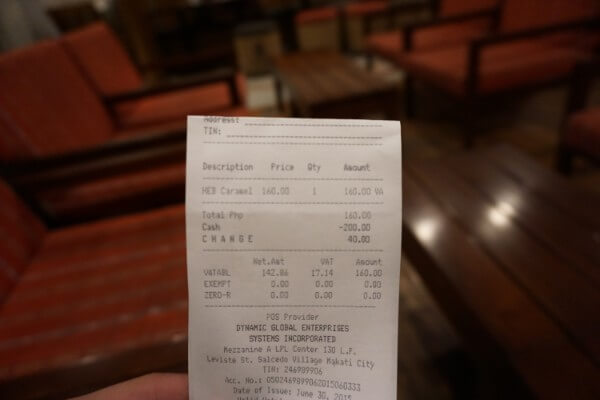 Address:
TIN:
Description Price Qty Amount
HEB Caramel 160.00 1 160.00 VA
Total Php 160.00
Cash -200.00
CHANGE 40.00
Net.Amt VAT Amount
VATABL 142.86 17.14 160.00
EXEMPT 0.00 0.00 0.00
ZERO-R 0.00 0.00 0.00
POS Provider
DYNAMIC GLOBAL ENTERPRISES
SYSTEMS INCORPORATED
Mezzanine A LPL Center 130 L.P.
Leviste St. Salcedo Village Makati City
TIN: 246989906
Acc. No.: 0502469899062015060333
Date of Issue: June 30, 2015